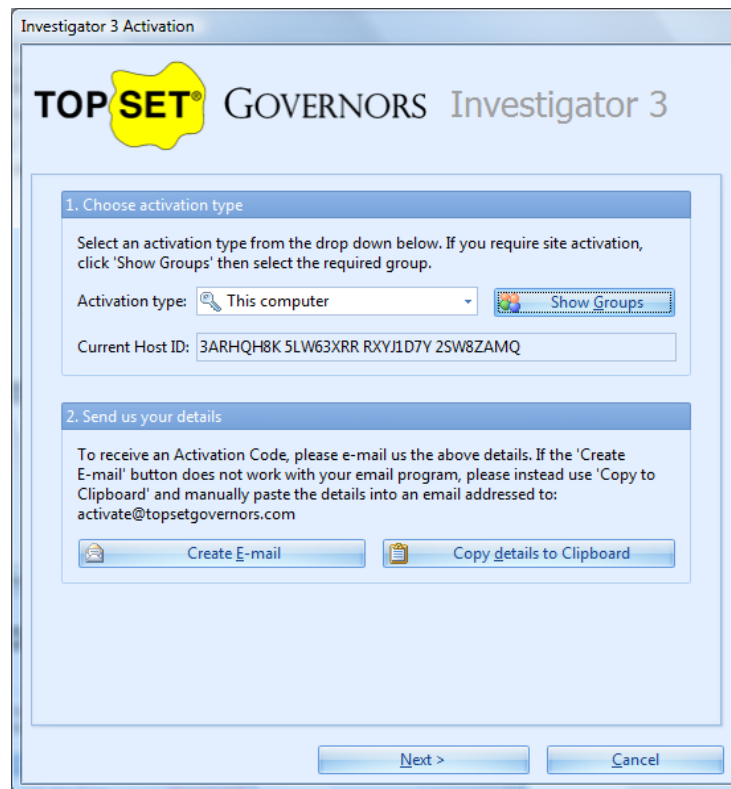 Investigator 3 Activation
TOPSET® GOVERNORS Investigator 3
1. Choose activation type
Select an activation type from the drop down below. If you require site activation,
click 'Show Groups' then select the required group.
Activation type: This computer Show Groups
Current Host ID: 3ARHQH8K 5LW63XRR RXYJ1D7Y 2SW8ZAMQ
2. Send us your details
To receive an Activation Code, please e-mail us the above details. If the 'Create
E-mail' button does not work with your email program, please instead use 'Copy to
Clipboard' and manually paste the details into an email addressed to:
activate@topsetgovernors.com
Create E-mail Copy details to Clipboard
Next > Cancel